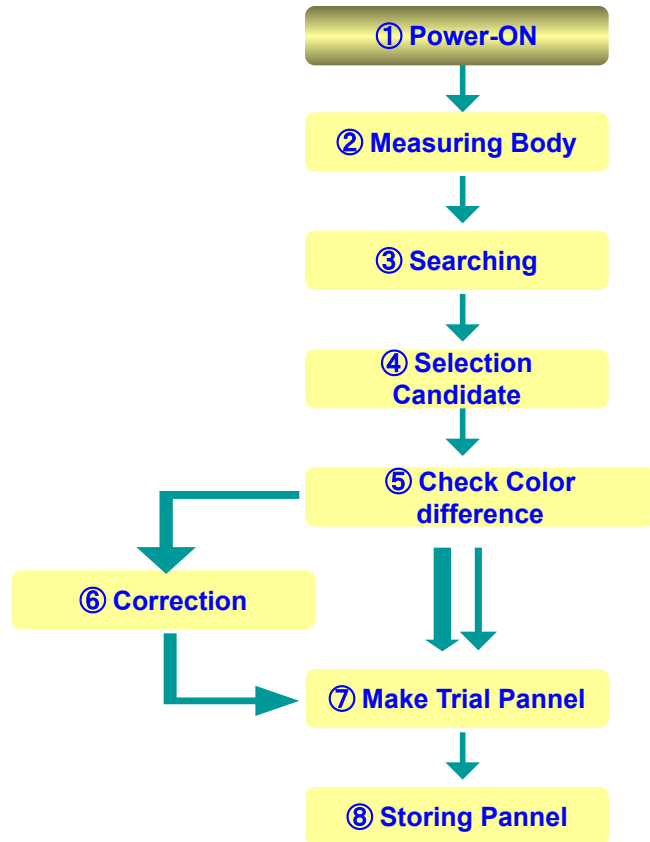 ① Power-ON
② Measuring Body
③ Searching
④ Selection
Candidate
⑤ Check Color
difference
⑥ Correction
⑦ Make Trial Pannel
⑧ Storing Pannel